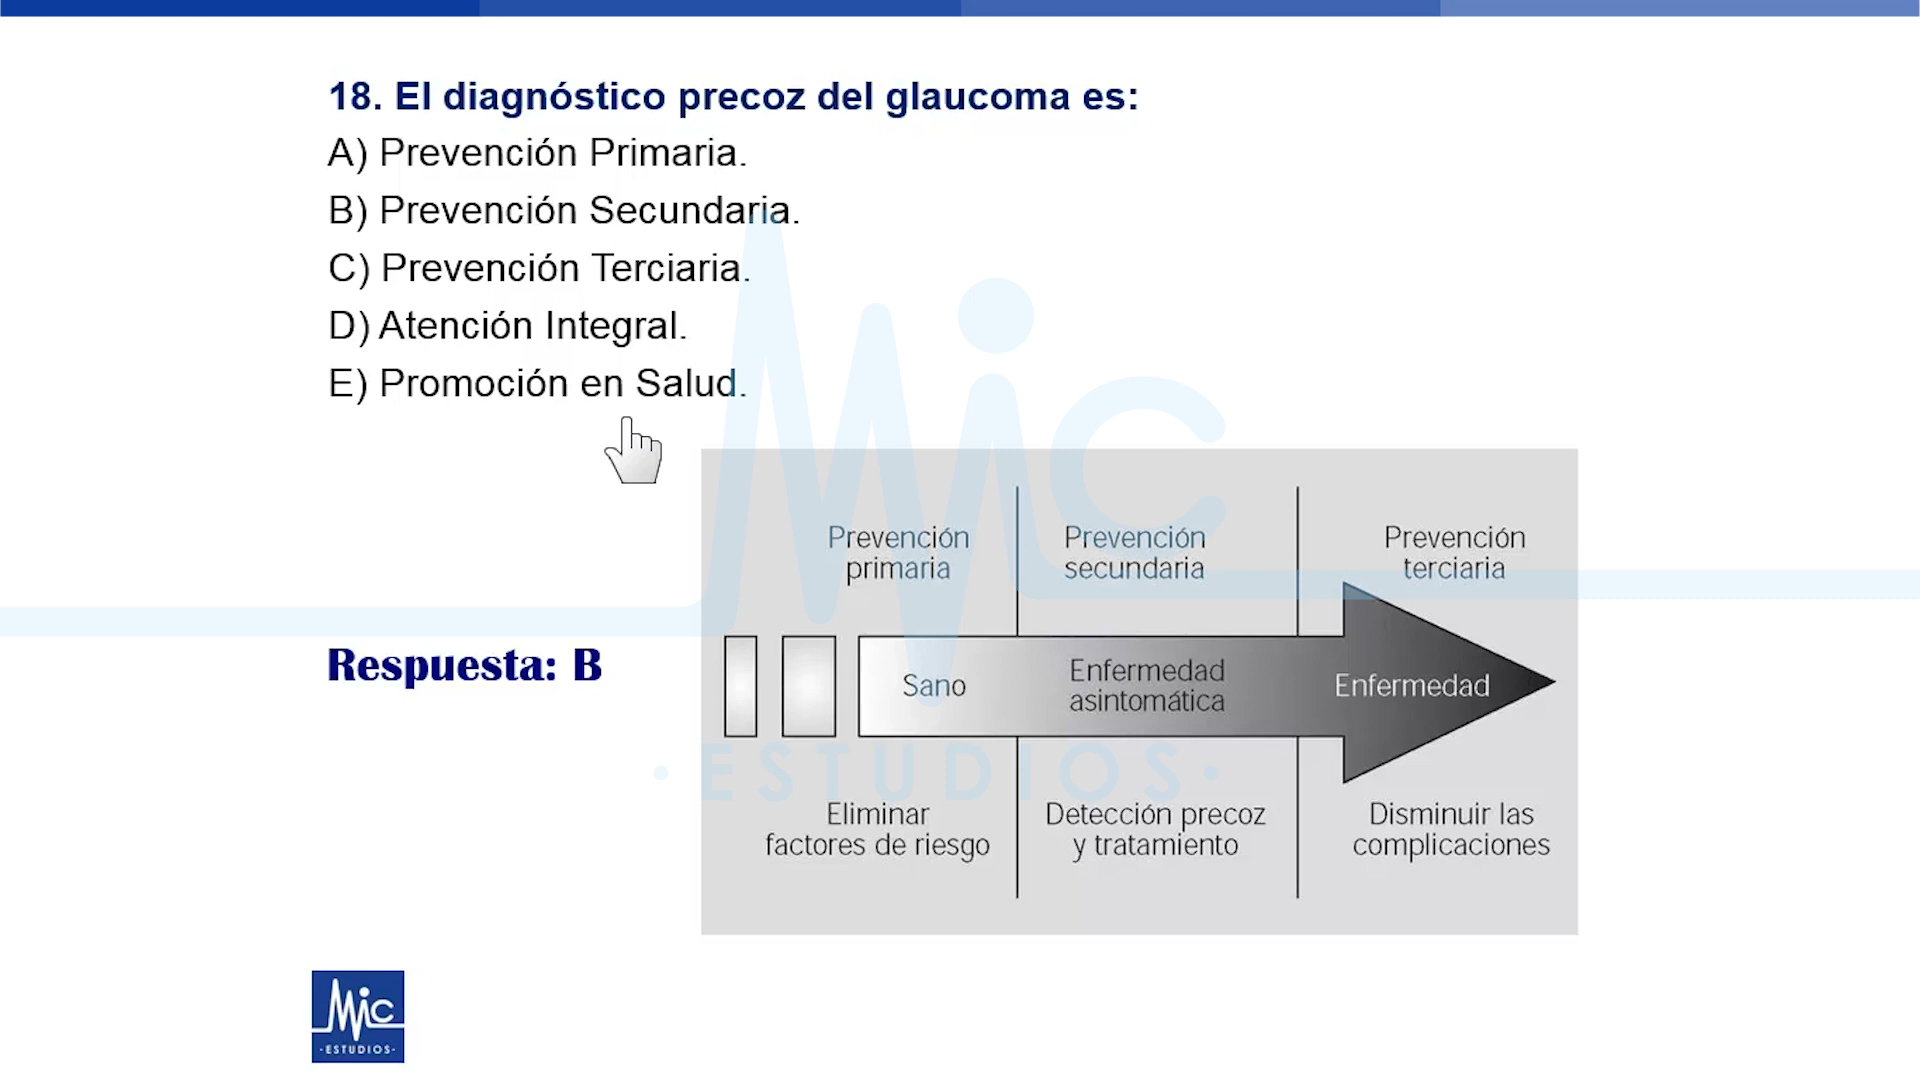 18. El diagnóstico precoz del glaucoma es:
A) Prevención Primaria.
B) Prevención Secundaria.
C) Prevención Terciaria.
D) Atención Integral.
E) Promoción en Salud.
Prevención
primaria
Prevención
secundaria
Prevención
terciaria
Respuesta: B
Sano
Enfermedad
asintomática
Enfermedad
Eliminar
factores de riesgo
Detección precoz
y tratamiento
Disminuir las
complicaciones
Mic
·ESTUDIOS·
Mic
·ESTUDIOS·